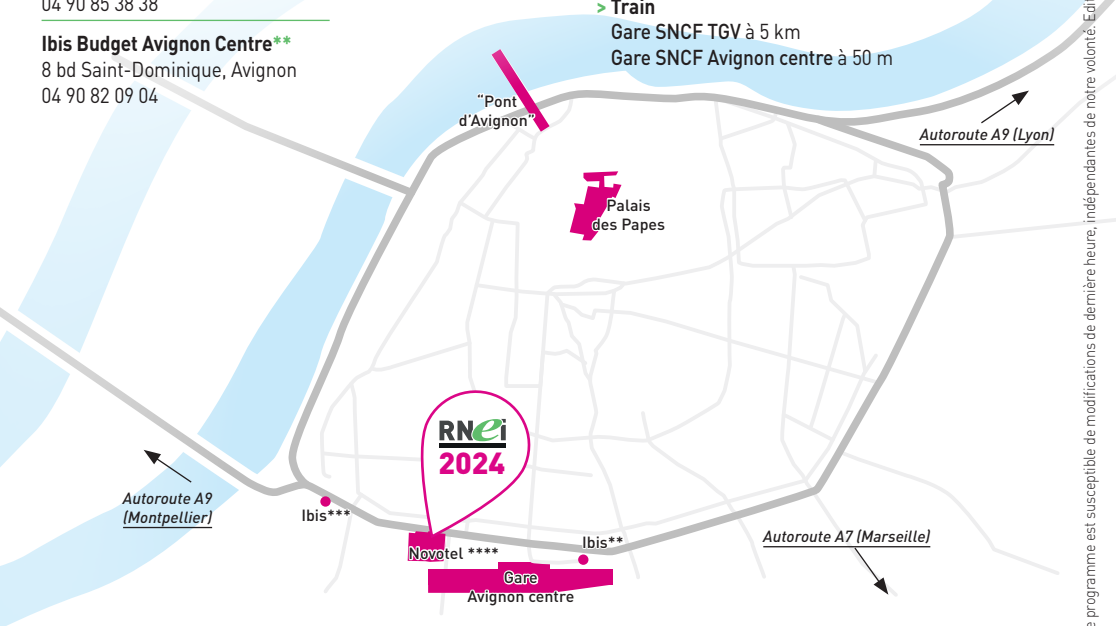 04 90 85 38 38
Ibis Budget Avignon Centre**
8 bd Saint-Dominique, Avignon
04 90 82 09 04
> Train
Gare SNCF TGV à 5 km
Gare SNCF Avignon centre à 50 m
"Pont
d'Avignon"
Autoroute A9 (Lyon)
Palais
des Papes
RNei
2024
Autoroute A9
(Montpellier)
Ibis***
Novotel ****
Ibis**
Gare
Avignon centre
Autoroute A7 (Marseille)
programme est susceptible de modifications de dernière heure, indépendantes de notre volonté.